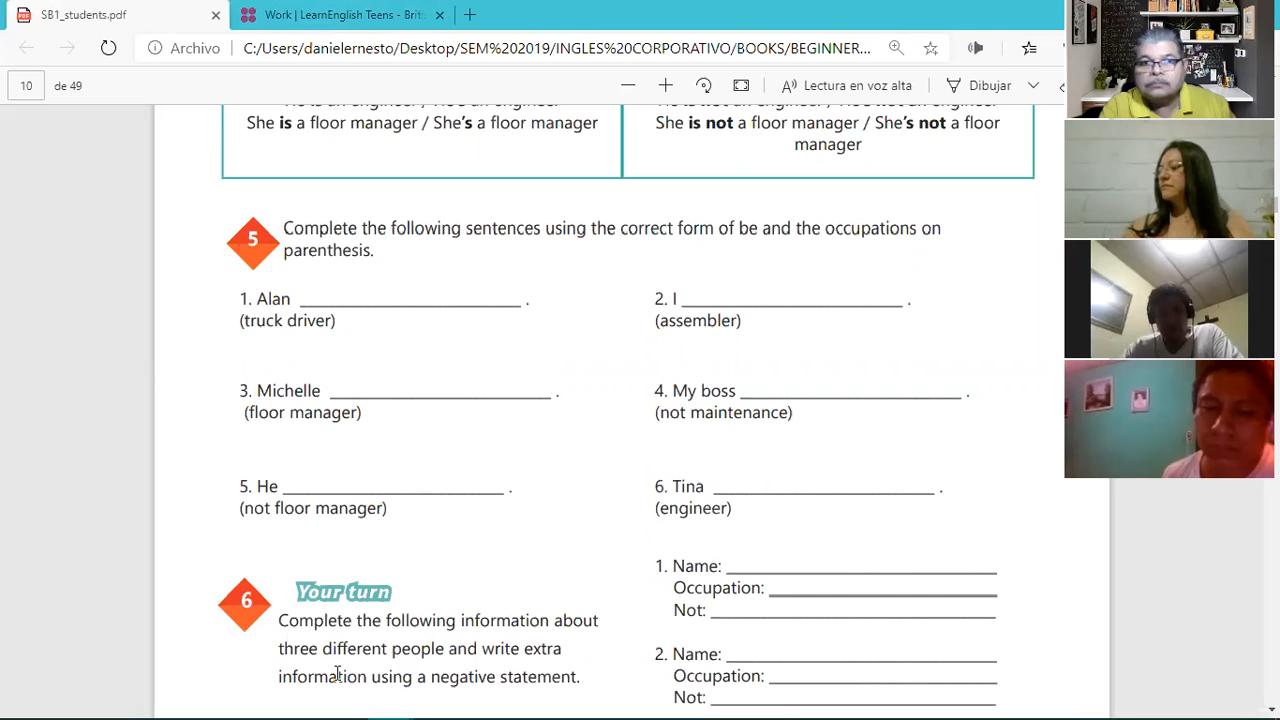 SB1_students.pdf
Work | LearnEnglish Teens - Brit
Archivo
C:/Users/danielernesto/Desktop/SEM%202019/INGLES%20CORPORATIVO/BOOKS/BEGINNER...
10 de 49
Lectura en voz alta
Dibujar
She is a floor manager / She's a floor manager
She is not a floor manager / She's not a floor
manager
5 Complete the following sentences using the correct form of be and the occupations on
parenthesis.
1. Alan ________________________ .
(truck driver)
2. I ________________________ .
(assembler)
3. Michelle ________________________ .
(floor manager)
4. My boss ________________________ .
(not maintenance)
5. He ________________________ .
(not floor manager)
6. Tina ________________________ .
(engineer)
6 Your turn
Complete the following information about
three different people and write extra
information using a negative statement.
1. Name: ________________________
Occupation: ________________________
Not: ________________________
2. Name: ________________________
Occupation: ________________________
Not: ________________________